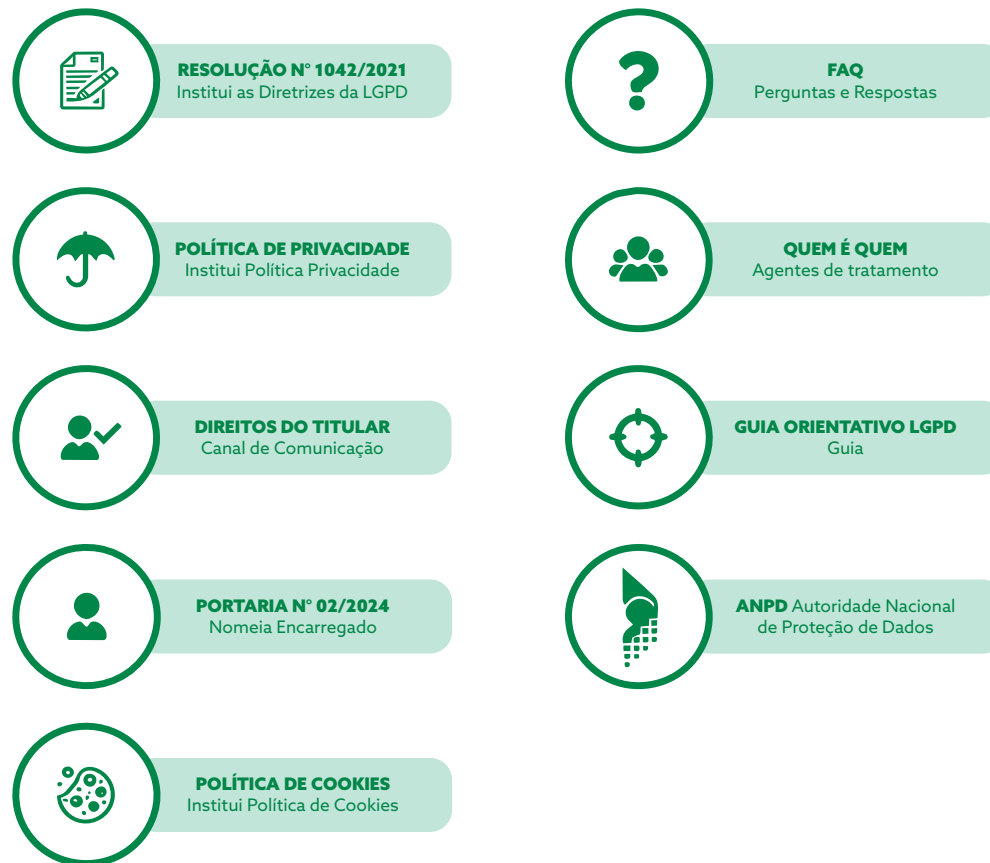 RESOLUÇÃO N° 1042/2021
Institui as Diretrizes da LGPD
POLÍTICA DE PRIVACIDADE
Institui Política Privacidade
DIREITOS DO TITULAR
Canal de Comunicação
PORTARIA N° 02/2024
Nomeia Encarregado
POLÍTICA DE COOKIES
Institui Política de Cookies
FAQ
Perguntas e Respostas
QUEM É QUEM
Agentes de tratamento
GUIA ORIENTATIVO LGPD
Guia
ANPD Autoridade Nacional
de Proteção de Dados